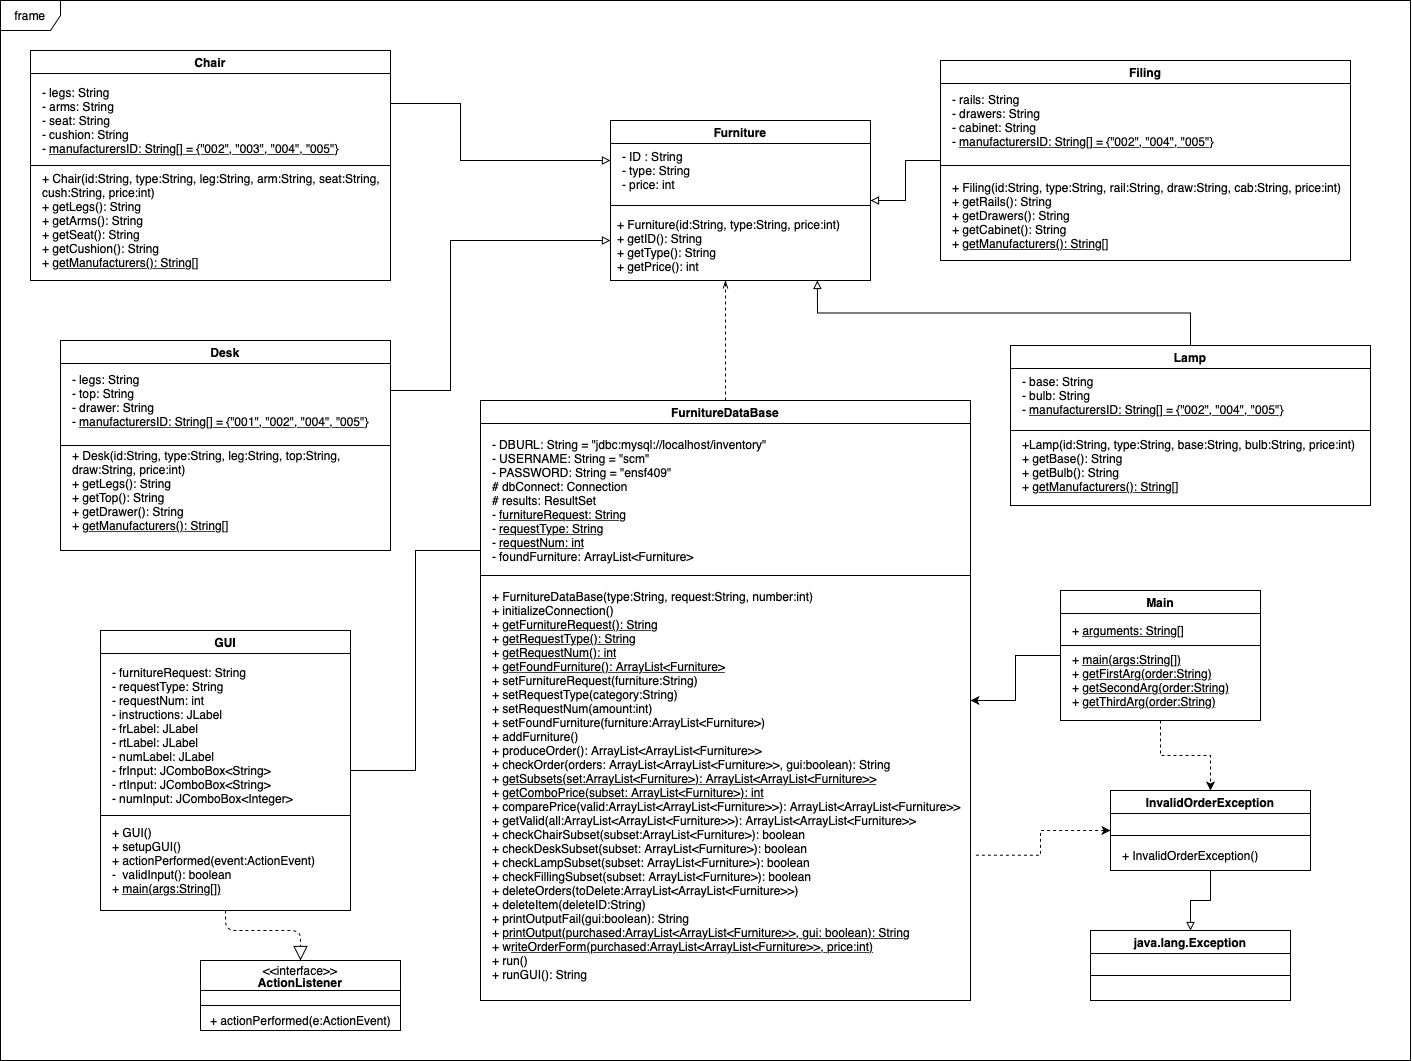 frame
Chair
- legs: String
- arms: String
- seat: String
- cushion: String
- manufacturersID: String[] = {"002", "003", "004", "005"}
+ Chair(id:String, type:String, leg:String, arm:String, seat:String,
cush:String, price:int)
+ getLegs(): String
+ getArms(): String
+ getSeat(): String
+ getCushion(): String
+ getManufacturers(): String[]
Furniture
- ID : String
- type: String
- price: int
+ Furniture(id:String, type:String, price:int)
+ getID(): String
+ getType(): String
+ getPrice(): int
Filing
- rails: String
- drawers: String
- cabinet: String
- manufacturersID: String[] = {"002", "004", "005"}
+ Filing(id:String, type:String, rail:String, draw:String, cab:String, price:int)
+ getRails(): String
+ getDrawers(): String
+ getCabinet(): String
+ getManufacturers(): String[]
Desk
- legs: String
- top: String
- drawer: String
- manufacturersID: String[] = {"001", "002", "004", "005"}
+ Desk(id:String, type:String, leg:String, top:String,
draw:String, price:int)
+ getLegs(): String
+ getTop(): String
+ getDrawer(): String
+ getManufacturers(): String[]
Lamp
- base: String
- bulb: String
- manufacturersID: String[] = {"002", "004", "005"}
+Lamp(id:String, type:String, base:String, bulb:String, price:int)
+ getBase(): String
+ getBulb(): String
+ getManufacturers(): String[]
FurnitureDataBase
- DBURL: String = "jdbc:mysql://localhost/inventory"
- USERNAME: String = "scm"
- PASSWORD: String = "ensf409"
# dbConnect: Connection
# results: ResultSet
- furnitureRequest: String
- requestType: String
- requestNum: int
- foundFurniture: ArrayList<Furniture>
+ FurnitureDataBase(type:String, request:String, number:int)
+ initializeConnection()
+ getFurnitureRequest(): String
+ getRequestType(): String
+ getRequestNum(): int
+ getFoundFurniture(): ArrayList<Furniture>
+ setFurnitureRequest(furniture:String)
+ setRequestType(category:String)
+ setRequestNum(amount:int)
+ setFoundFurniture(furniture:ArrayList<Furniture>)
+ addFurniture()
+ produceOrder(): ArrayList<ArrayList<Furniture>>
+ checkOrder(orders: ArrayList<ArrayList<Furniture>>, gui:boolean): String
+ getSubsets(set:ArrayList<Furniture>): ArrayList<ArrayList<Furniture>>
+ getComboPrice(subset: ArrayList<Furniture>): int
+ comparePrice(valid:ArrayList<ArrayList<Furniture>>): ArrayList<ArrayList<Furniture>>
+ getValid(all:ArrayList<ArrayList<Furniture>>): ArrayList<ArrayList<Furniture>>
+ checkChairSubset(subset:ArrayList<Furniture>): boolean
+ checkDeskSubset(subset: ArrayList<Furniture>): boolean
+ checkLampSubset(subset: ArrayList<Furniture>): boolean
+ checkFillingSubset(subset: ArrayList<Furniture>): boolean
+ deleteOrders(toDelete:ArrayList<ArrayList<Furniture>>)
+ deleteItem(deleteID:String)
+ printOutputFail(gui:boolean): String
+ printOutput(purchased:ArrayList<ArrayList<Furniture>>, gui: boolean): String
+ writeOrderForm(purchased:ArrayList<ArrayList<Furniture>>, price:int)
+ run()
+ runGUI(): String
GUI
- furnitureRequest: String
- requestType: String
- requestNum: int
- instructions: JLabel
- frLabel: JLabel
- rtLabel: JLabel
- numLabel: JLabel
- frInput: JComboBox<String>
- rtInput: JComboBox<String>
- numInput: JComboBox<Integer>
+ GUI()
+ setupGUI()
+ actionPerformed(event:ActionEvent)
- validInput(): boolean
+ main(args:String[])
<<interface>>
ActionListener
+ actionPerformed(e:ActionEvent)
Main
+ arguments: String[]
+ main(args:String[])
+ getFirstArg(order:String)
+ getSecondArg(order:String)
+ getThirdArg(order:String)
InvalidOrderException
+ InvalidOrderException()
java.lang.Exception